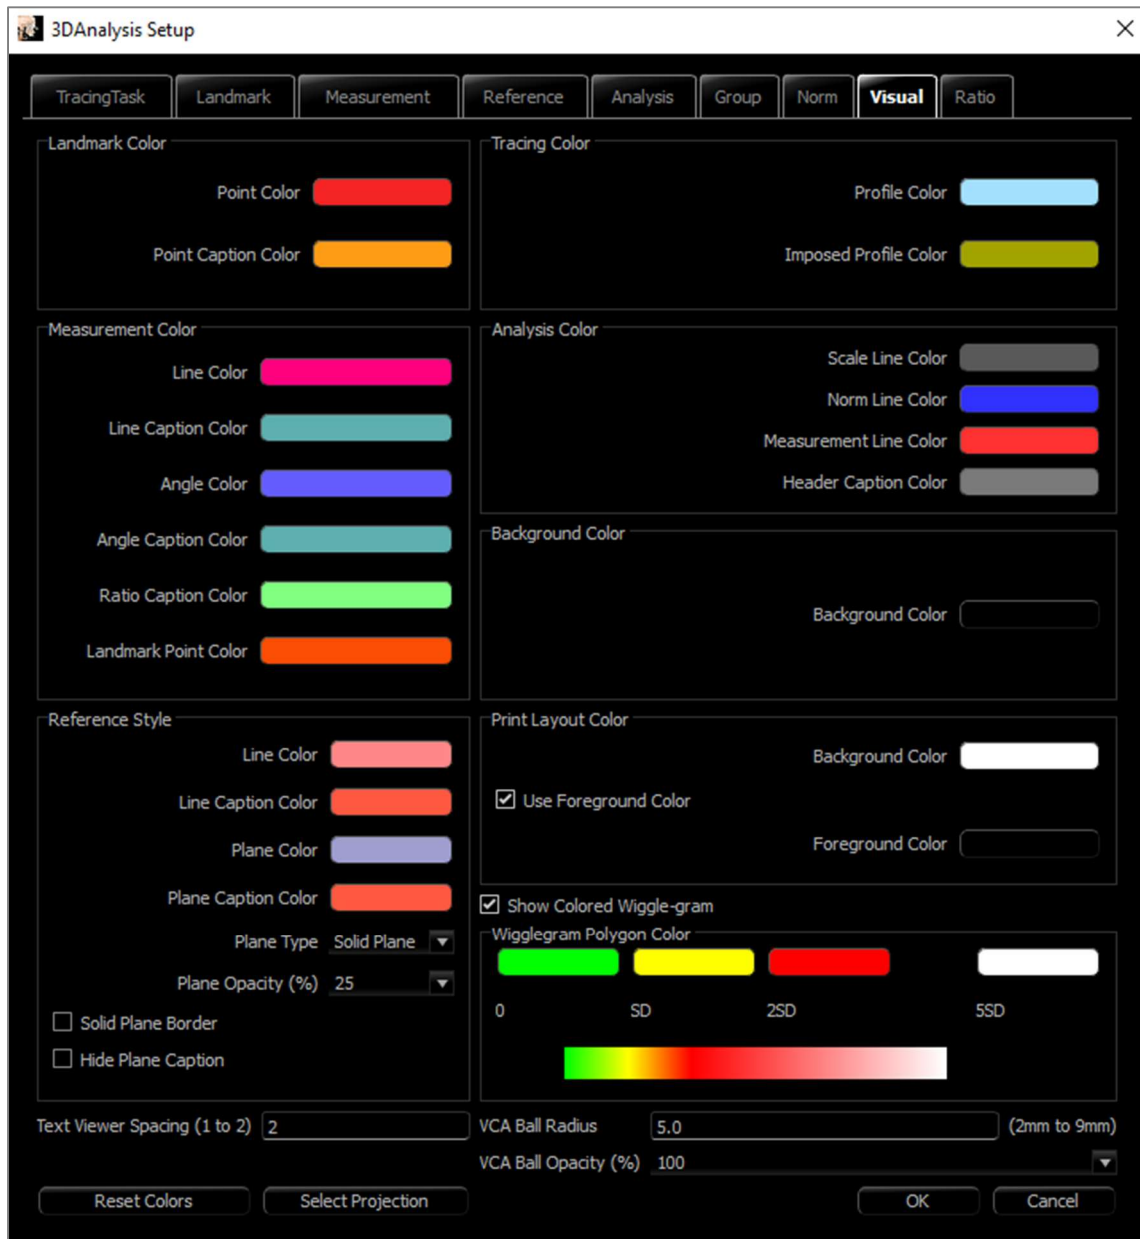 3DAnalysis Setup
TracingTask Landmark Measurement Reference Analysis Group Norm Visual Ratio
Landmark Color
Point Color
Point Caption Color
Tracing Color
Profile Color
Imposed Profile Color
Measurement Color
Line Color
Line Caption Color
Angle Color
Angle Caption Color
Ratio Caption Color
Landmark Point Color
Analysis Color
Scale Line Color
Norm Line Color
Measurement Line Color
Header Caption Color
Background Color
Background Color
Reference Style
Line Color
Line Caption Color
Plane Color
Plane Caption Color
Plane Type Solid Plane
Plane Opacity (%) 25
Solid Plane Border
Hide Plane Caption
Print Layout Color
Background Color
Use Foreground Color
Foreground Color
Show Colored Wiggle-gram
Wigglegram Polygon Color
0 SD 2SD 5SD
Text Viewer Spacing (1 to 2) 2
VCA Ball Radius 5.0 (2mm to 9mm)
VCA Ball Opacity (%) 100
Reset Colors Select Projection OK Cancel